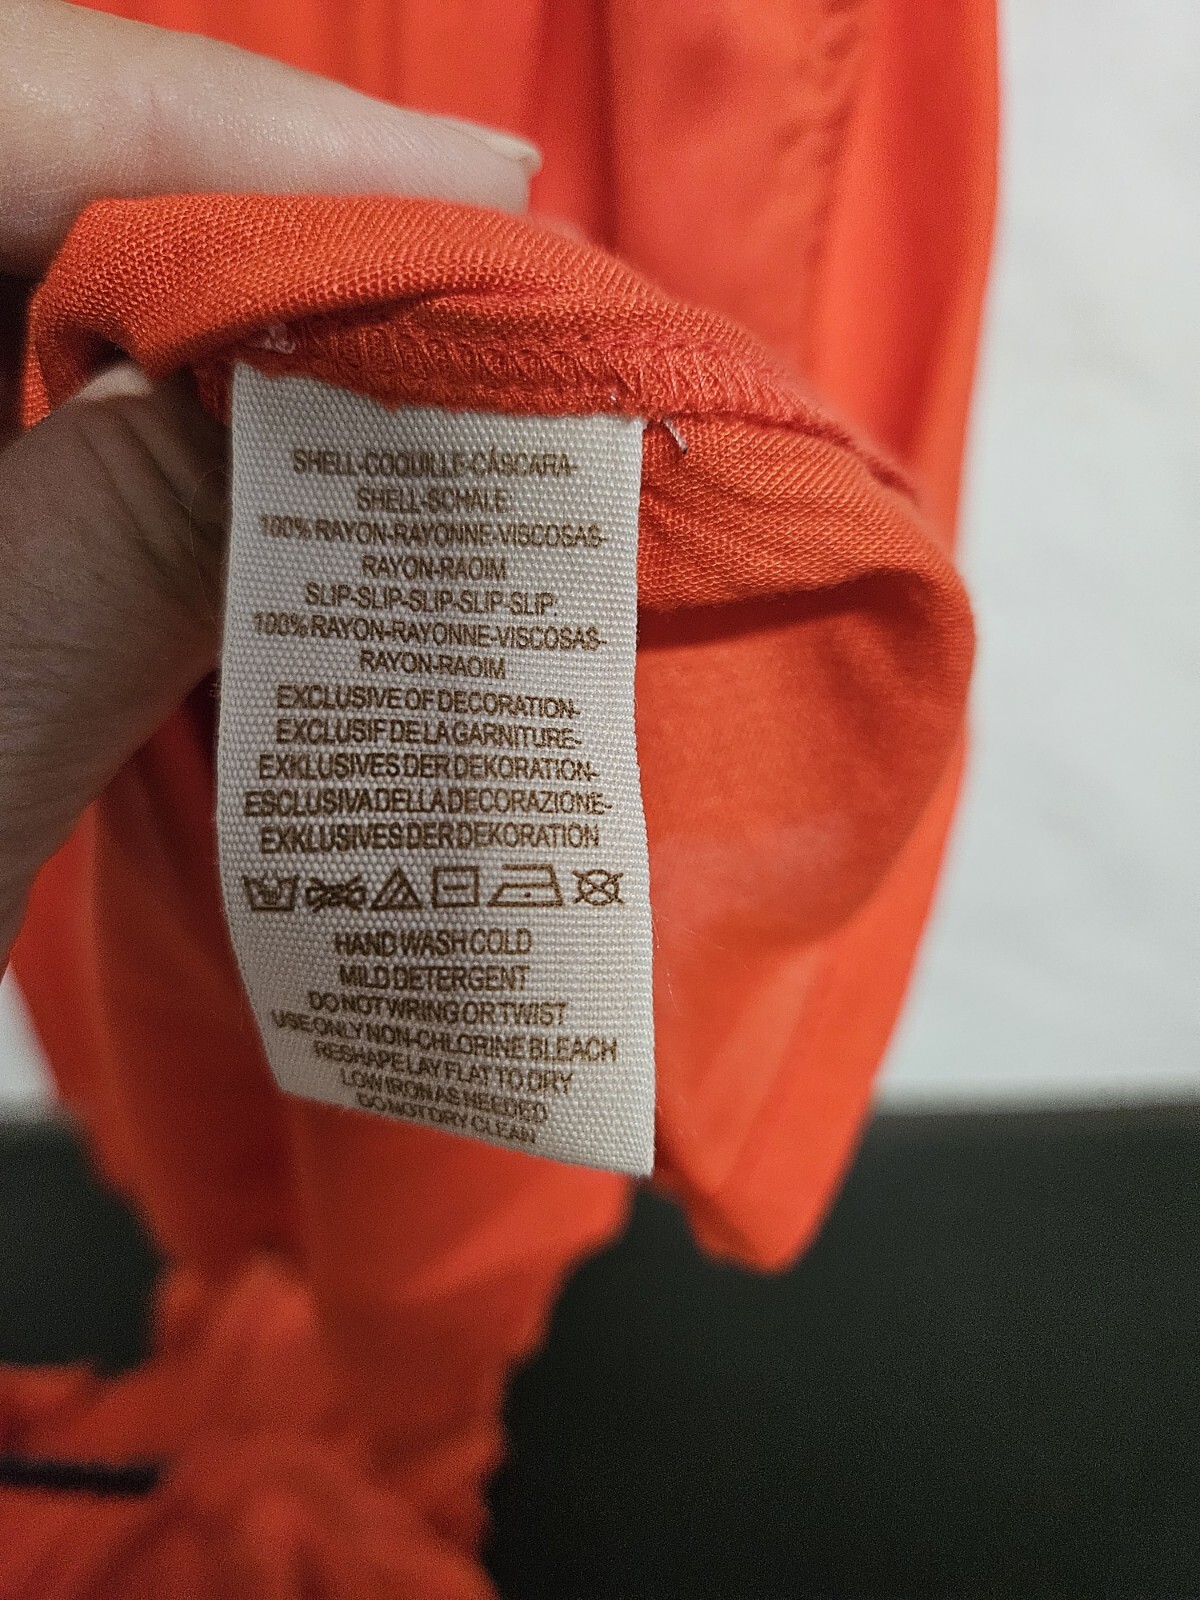 SHELL-COQUILLE-CÁSCARA-
SHELL-SCHALE
100% RAYON-RAYONNE-VISCOSAS-
RAYON-RAOIM
SLIP-SLIP-SLIP-SLIP-SLIP:
100% RAYON-RAYONNE-VISCOSAS-
RAYON-RAOIM
EXCLUSIVE OF DECORATION-
EXCLUSIF DE LA GARNITURE-
EXKLUSIVES DER DEKORATION-
ESCLUSIVA DELLA DECORAZIONE-
EXKLUSIVES DER DEKORATION
HAND WASH COLD
MILD DETERGENT
DO NOT WRING OR TWIST
USE ONLY NON-CHLORINE BLEACH
RESHAPE LAY FLAT TO DRY
LOW IRON AS NEEDED
DO NOT DRY CLEAN